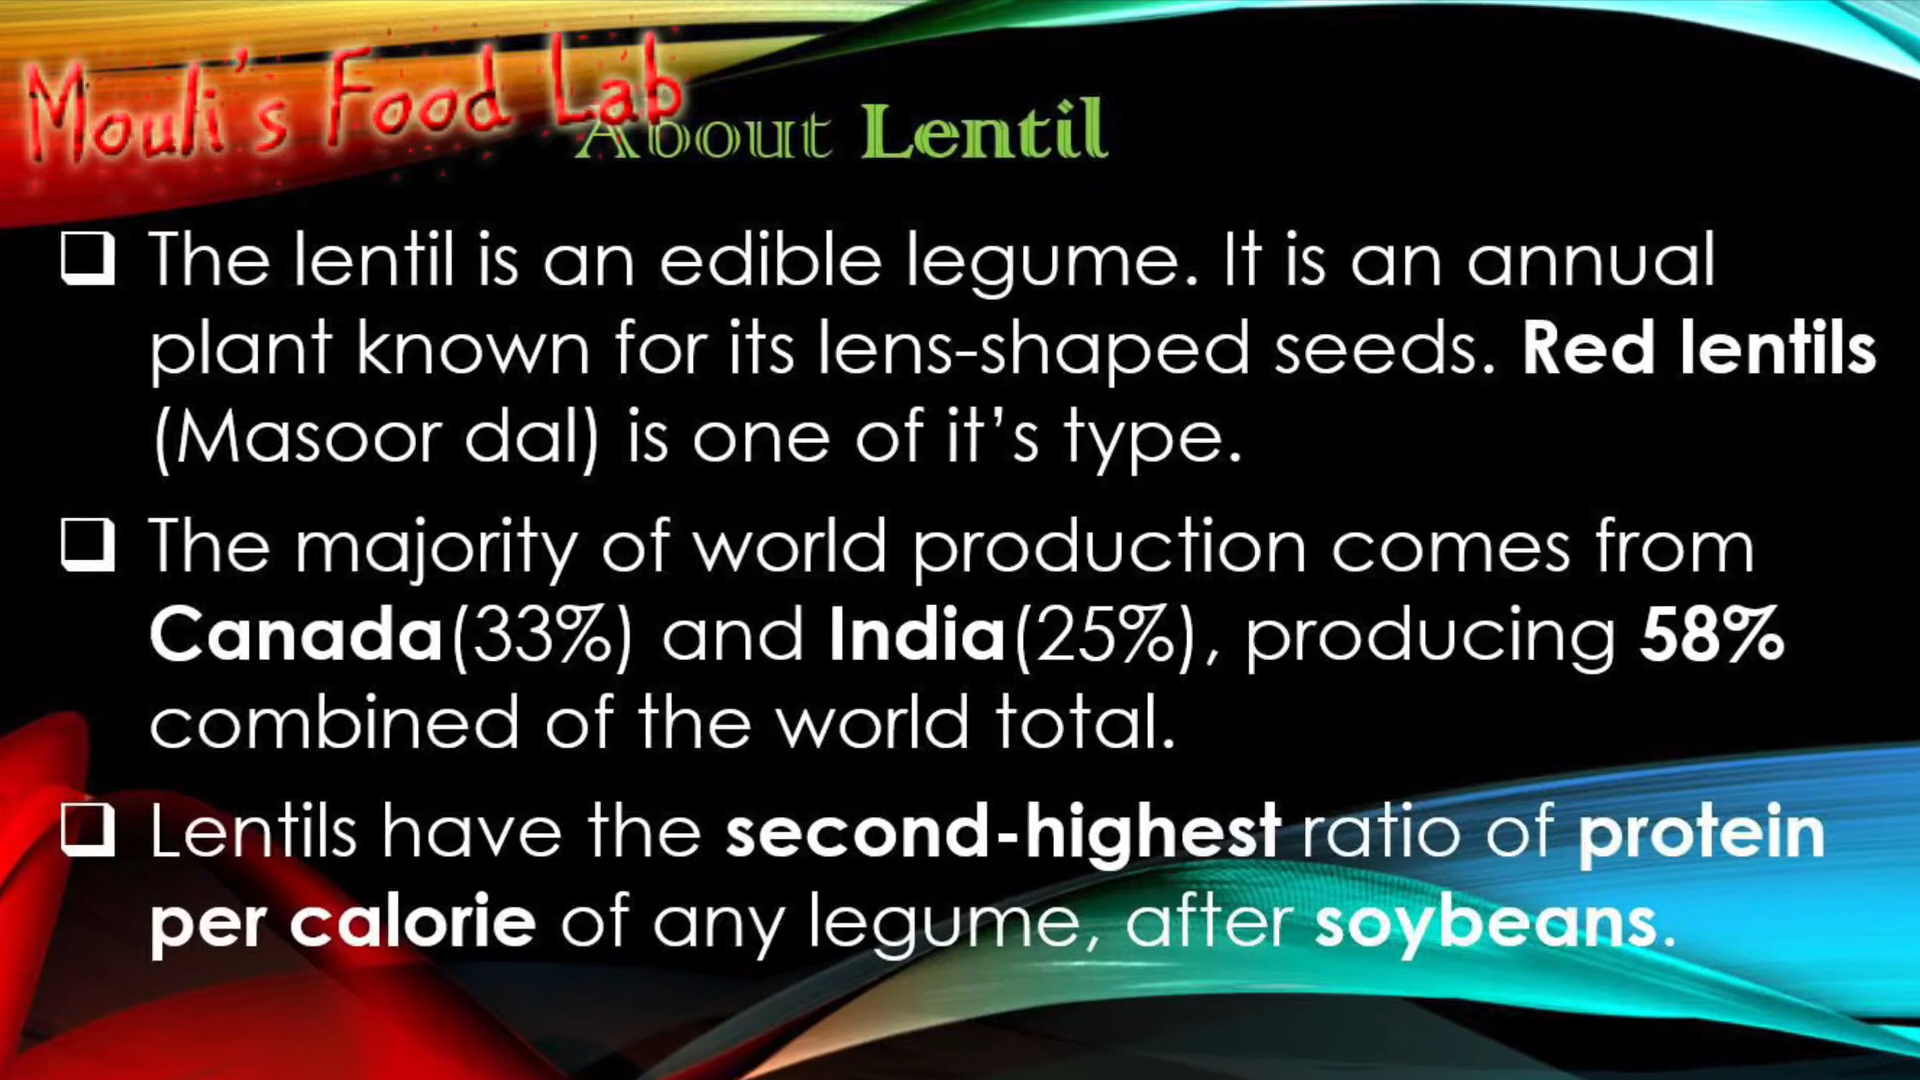 Mouli's Food Lab
About Lentil
The lentil is an edible legume. It is an annual
plant known for its lens-shaped seeds. Red lentils
(Masoor dal) is one of it’s type.
The majority of world production comes from
Canada(33%) and India(25%), producing 58%
combined of the world total.
Lentils have the second-highest ratio of protein
per calorie of any legume, after soybeans.